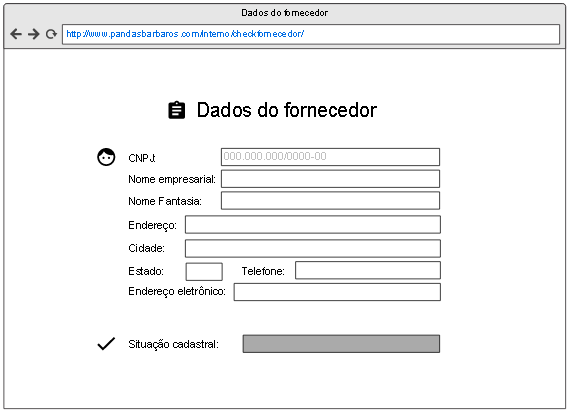 Dados do fornecedor
http://www.pandasbarbaros.com/interno/checkfornecedor/
Dados do fornecedor
CNPJ: 000.000.000/0000-00
Nome empresarial:
Nome Fantasia:
Endereço:
Cidade:
Estado: Telefone:
Endereço eletrônico:
Situação cadastral: